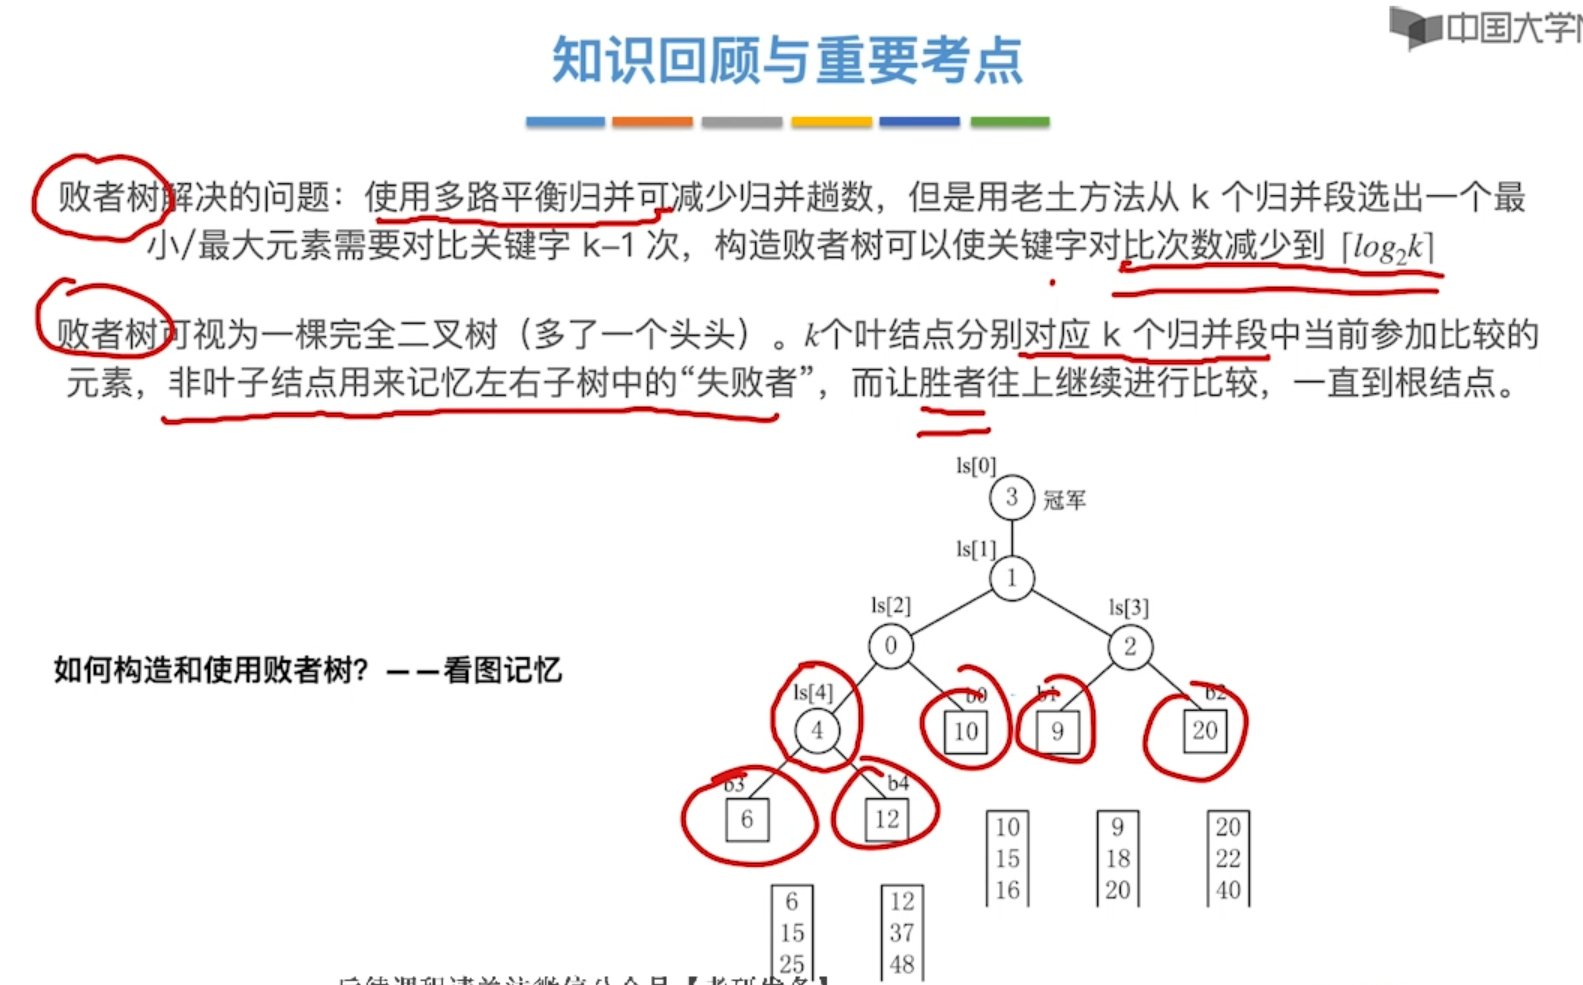 中国大学
知识回顾与重要考点
败者树解决的问题：使用多路平衡归并可减少归并趟数，但是用老土方法从 k 个归并段选出一个最
小/最大元素需要对比关键字 k–1 次，构造败者树可以使关键字对比次数减少到 ⌈log₂k⌉
败者树可视为一棵完全二叉树（多了一个头头）。k个叶结点分别对应 k 个归并段中当前参加比较的
元素，非叶子结点用来记忆左右子树中的“失败者”，而让胜者往上继续进行比较，一直到根结点。
ls[0]
3 冠军
ls[1]
1
ls[2] ls[3]
0 2
如何构造和使用败者树？——看图记忆
ls[4] b0 b1 b2
4 10 9 20
b3 b4
6 12
10 9 20
15 18 22
16 20 40
6 12
15 37
25 48